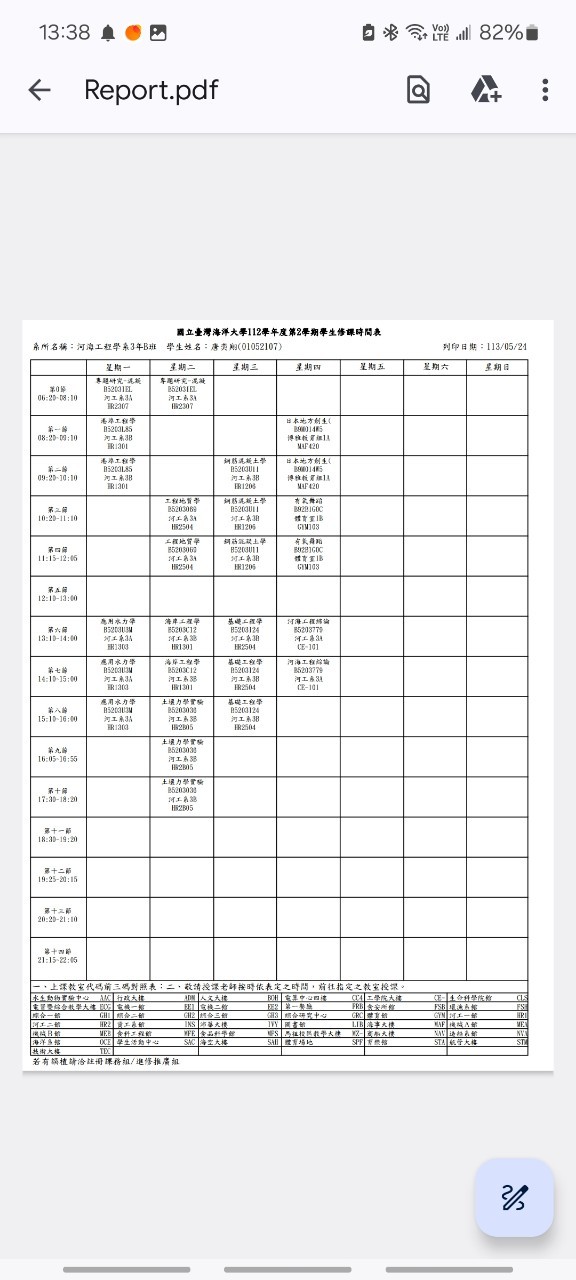 13:38
82%
Report.pdf
國立臺灣海洋大學112學年度第2學期學生修課時間表
系所名稱：河海工程學系3年B班 學生姓名：唐 翔(01052107) 列印日期：113/05/24
星期一 星期二 星期三 星期四 星期五 星期六 星期日
第0節
06:20-08:10
專題研究-混凝
B52031EL
河工系3A
HR2307
專題研究-混凝
B52031EL
河工系3A
HR2307
第一節
08:20-09:10
港灣工程學
B5203L85
河工系3B
HR1301
日本地方創生(
B9M014W5
博雅教育組1A
MAF420
第二節
09:20-10:10
港灣工程學
B5203L85
河工系3B
HR1301
鋼筋混凝土學
B5203U11
河工系3B
HR1206
日本地方創生(
B9M014W5
博雅教育組1A
MAF420
第三節
10:20-11:10
工程地質學
B5203069
河工系3A
HR2504
鋼筋混凝土學
B5203U11
河工系3B
HR1206
有氧舞蹈
B92B1G0C
體育室1B
GYM103
第四節
11:15-12:05
工程地質學
B5203069
河工系3A
HR2504
鋼筋混凝土學
B5203U11
河工系3B
HR1206
有氧舞蹈
B92B1G0C
體育室1B
GYM103
第五節
12:10-13:00
第六節
13:10-14:00
應用水力學
B5203U3M
河工系3A
HR1303
海岸工程學
B5203C12
河工系3B
HR1301
基礎工程學
B5203124
河工系3B
HR2504
河海工程綜論
B5203779
河工系3A
CE-101
第七節
14:10-15:00
應用水力學
B5203U3M
河工系3A
HR1303
海岸工程學
B5203C12
河工系3B
HR1301
基礎工程學
B5203124
河工系3B
HR2504
河海工程綜論
B5203779
河工系3A
CE-101
第八節
15:10-16:00
應用水力學
B5203U3M
河工系3A
HR1303
土壤力學實驗
B5203036
河工系3B
HR2B05
基礎工程學
B5203124
河工系3B
HR2504
第九節
16:05-16:55
土壤力學實驗
B5203036
河工系3B
HR2B05
第十節
17:30-18:20
土壤力學實驗
B5203036
河工系3B
HR2B05
第十一節
18:30-19:20
第十二節
19:25-20:15
第十三節
20:20-21:10
第十四節
21:15-22:05
一、上課教室代碼前三碼對照表：二、敬請授課老師按時依表定之時間，前往指定之教室授課。
水生動物實驗中心 AAC 行政大樓 ADM 人文大樓 BOH 電算中心四樓 CC4 工學院大樓 CE- 生命科學院館 CLS
電資暨綜合教學大樓 ECG 電機一館 EE1 電機二館 EE2 第一餐廳 FRB 食安所館 FSB 環漁系館 FSH
綜合一館 GH1 綜合二館 GH2 綜合三館 GH3 綜合研究中心 GRC 體育館 GYM 河工一館 HR1
河工二館 HR2 資工系館 INS 沛華大樓 IVY 圖書館 LIB 海事大樓 MAF 機械A館 MEA
機械B館 MEB 食科工程館 MFE 食品科學館 MFS 馬祖校區教學大樓 MZ- 商船大樓 NAV 造船系館 NVA
海洋系館 OCE 學生活動中心 SAC 海空大樓 SAH 體育場地 SPF 育樂館 STA 航管大樓 STM
技術大樓 TEC
若有疑慮請洽註冊課務組/進修推廣組